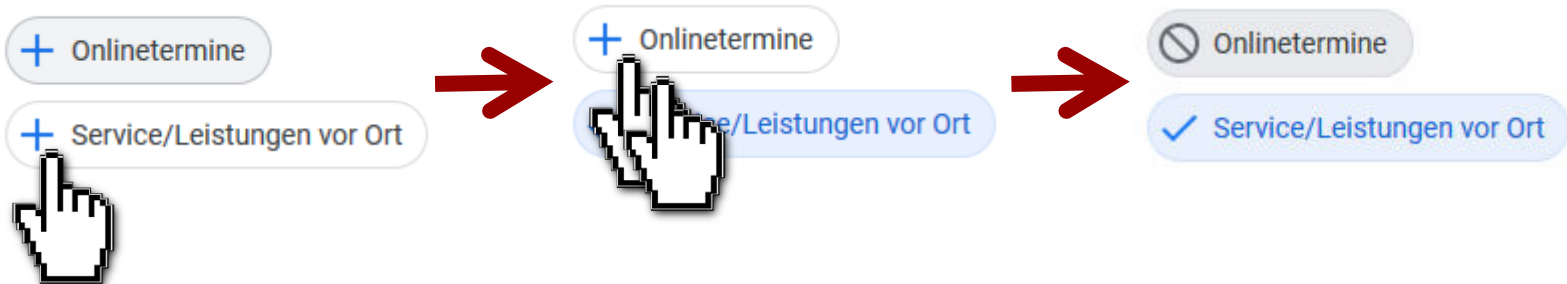 Onlinetermine
Service/Leistungen vor Ort
Onlinetermine
e/Leistungen vor Ort
Onlinetermine
Service/Leistungen vor Ort